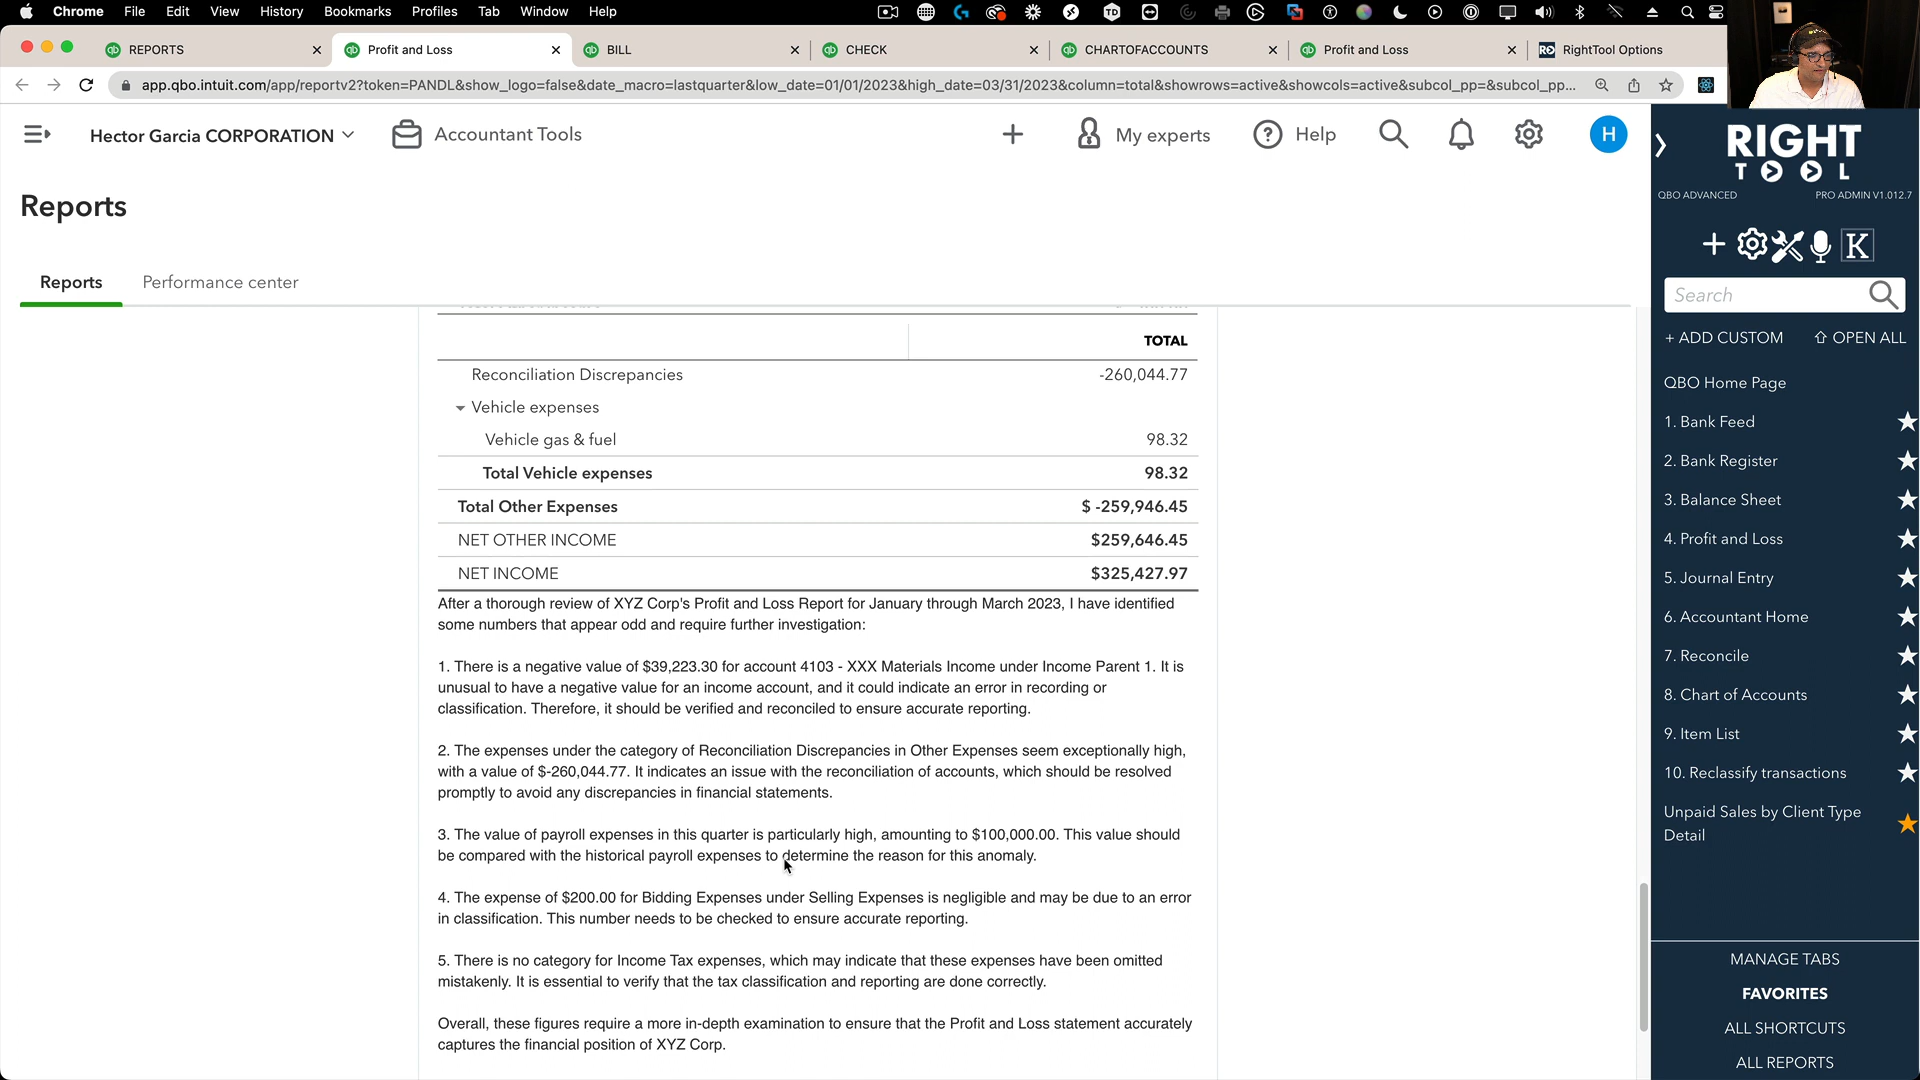 Chrome File Edit View History Bookmarks Profiles Tab Window Help
REPORTS
Profit and Loss
BILL
CHECK
CHARTOFACCOUNTS
Profit and Loss
RightTool Options
app.qbo.intuit.com/app/reportv2?token=PANDL&show_logo=false&date_macro=lastquarter&low_date=01/01/2023&high_date=03/31/2023&column=total&showrows=active&showcols=active&subcol_pp=&subcol_pp...
Hector Garcia CORPORATION
Accountant Tools
My experts
Help
H
Reports
Reports
Performance center
TOTAL
Reconciliation Discrepancies -260,044.77
Vehicle expenses
Vehicle gas & fuel 98.32
Total Vehicle expenses 98.32
Total Other Expenses $ -259,946.45
NET OTHER INCOME $259,646.45
NET INCOME $325,427.97
After a thorough review of XYZ Corp's Profit and Loss Report for January through March 2023, I have identified
some numbers that appear odd and require further investigation:
1. There is a negative value of $39,223.30 for account 4103 - XXX Materials Income under Income Parent 1. It is
unusual to have a negative value for an income account, and it could indicate an error in recording or
classification. Therefore, it should be verified and reconciled to ensure accurate reporting.
2. The expenses under the category of Reconciliation Discrepancies in Other Expenses seem exceptionally high,
with a value of $-260,044.77. It indicates an issue with the reconciliation of accounts, which should be resolved
promptly to avoid any discrepancies in financial statements.
3. The value of payroll expenses in this quarter is particularly high, amounting to $100,000.00. This value should
be compared with the historical payroll expenses to determine the reason for this anomaly.
4. The expense of $200.00 for Bidding Expenses under Selling Expenses is negligible and may be due to an error
in classification. This number needs to be checked to ensure accurate reporting.
5. There is no category for Income Tax expenses, which may indicate that these expenses have been omitted
mistakenly. It is essential to verify that the tax classification and reporting are done correctly.
Overall, these figures require a more in-depth examination to ensure that the Profit and Loss statement accurately
captures the financial position of XYZ Corp.
RIGHT
TOOL
QBO ADVANCED PRO ADMIN V1.012.7
K
Search
+ ADD CUSTOM OPEN ALL
QBO Home Page
1. Bank Feed
2. Bank Register
3. Balance Sheet
4. Profit and Loss
5. Journal Entry
6. Accountant Home
7. Reconcile
8. Chart of Accounts
9. Item List
10. Reclassify transactions
Unpaid Sales by Client Type
Detail
MANAGE TABS
FAVORITES
ALL SHORTCUTS
ALL REPORTS